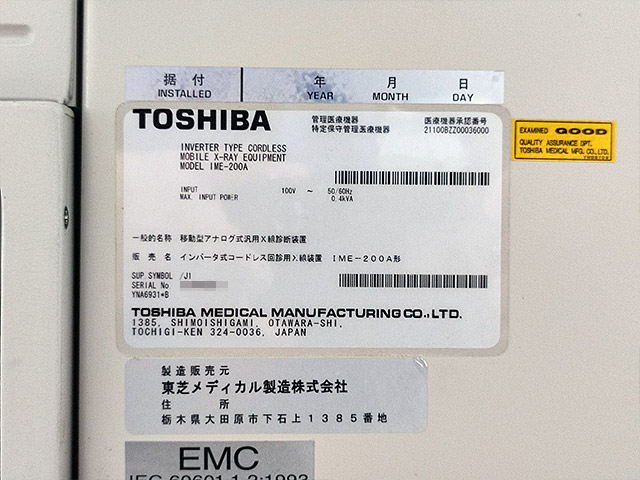 据付 年 月 日
INSTALLED YEAR MONTH DAY
TOSHIBA
管理医療機器
特定保守管理医療機器
医療機器承認番号
21100BZZ00036000
INVERTER TYPE CORDLESS
MOBILE X-RAY EQUIPMENT
MODEL IME-200A
INPUT 100V ~ 50/60Hz
MAX. INPUT POWER 0.4kVA
一般的名称 移動型アナログ式汎用X線診断装置
販売名 インバータ式コードレス回診用X線装置 IME-200A形
SUP. SYMBOL /J1
SERIAL No
YNA6931*B
TOSHIBA MEDICAL MANUFACTURING CO.,LTD.
1385, SHIMOISHIGAMI, OTAWARA-SHI,
TOCHIGI-KEN 324-0036, JAPAN
EXAMINED GOOD
QUALITY ASSURANCE DPT.
TOSHIBA MEDICAL MFG. CO., LTD.
製造販売元
東芝メディカル製造株式会社
住所
栃木県大田原市下石上1385番地
EMC
IEC 60601-1-2:1993